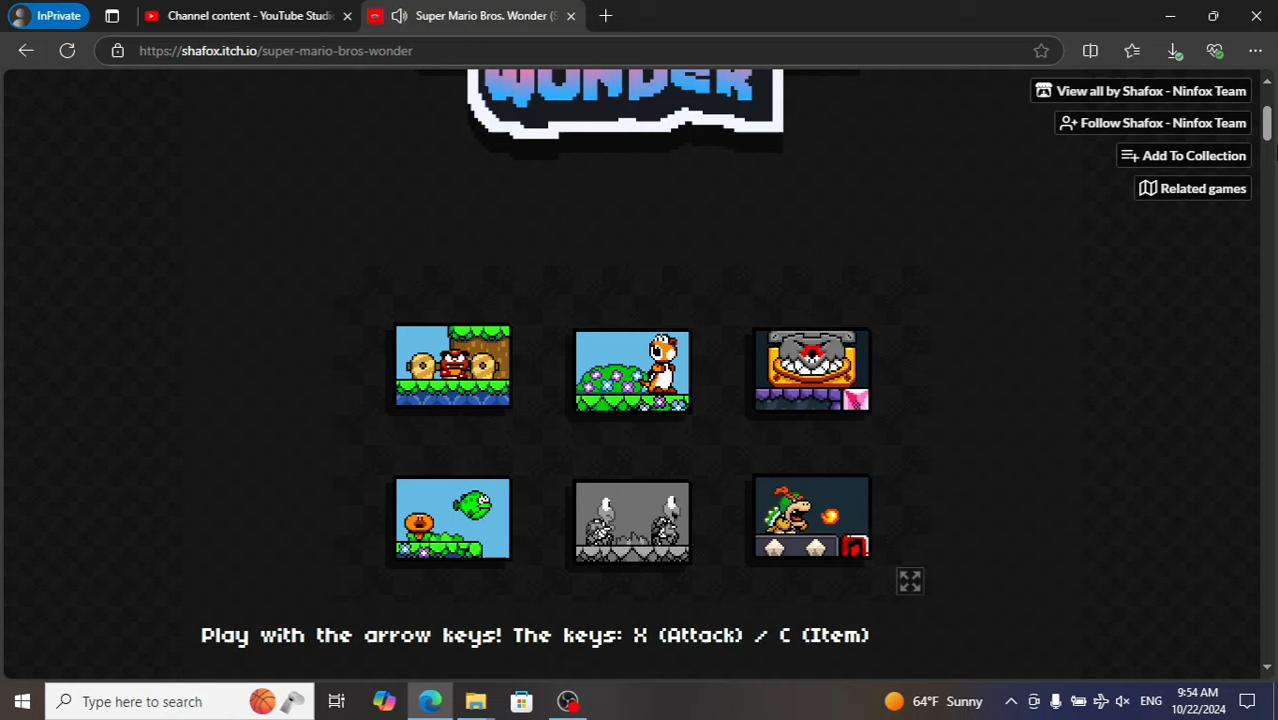 InPrivate
Channel content - YouTube Studi
Super Mario Bros. Wonder (S
https://shafox.itch.io/super-mario-bros-wonder
WONDER
View all by Shafox - Ninfox Team
Follow Shafox - Ninfox Team
Add To Collection
Related games
Play with the arrow keys! The keys: X (Attack) / C (Item)
Type here to search
64°F Sunny
ENG
9:54 AM
10/22/2024